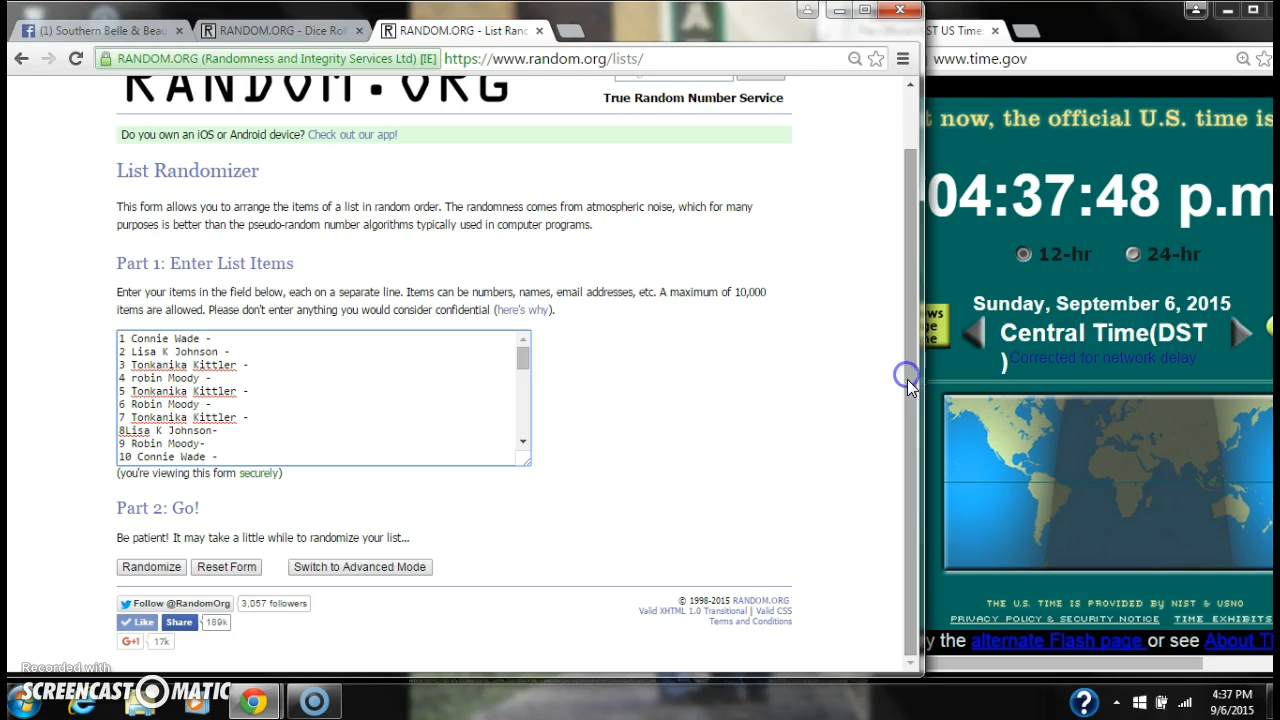 (1) Southern Belle & Beau
RANDOM.ORG - Dice Roll
RANDOM.ORG - List Ranc
ST US Time
RANDOM.ORG (Randomness and Integrity Services Ltd) [IE]
https://www.random.org/lists/
www.time.gov
RANDOM.ORG
True Random Number Service
Do you own an iOS or Android device? Check out our app!
List Randomizer
This form allows you to arrange the items of a list in random order. The randomness comes from atmospheric noise, which for many
purposes is better than the pseudo-random number algorithms typically used in computer programs.
Part 1: Enter List Items
Enter your items in the field below, each on a separate line. Items can be numbers, names, email addresses, etc. A maximum of 10,000
items are allowed. Please don't enter anything you would consider confidential (here's why).
1 Connie Wade -
2 Lisa K Johnson -
3 Tonkanika Kittler -
4 robin Moody -
5 Tonkanika Kittler -
6 Robin Moody -
7 Tonkanika Kittler -
8Lisa K Johnson-
9 Robin Moody-
10 Connie Wade -
(you're viewing this form securely)
Part 2: Go!
Be patient! It may take a little while to randomize your list...
Randomize
Reset Form
Switch to Advanced Mode
Follow @RandomOrg
3,057 followers
Like
Share
189k
G+1
17k
© 1998-2015 RANDOM.ORG
Valid XHTML 1.0 Transitional | Valid CSS
Terms and Conditions
t now, the official U.S. time is
04:37:48 p.m
12-hr
24-hr
Sunday, September 6, 2015
Central Time(DST
)
Corrected for network delay
ows
ge
ne
THE U.S. TIME IS PROVIDED BY NIST & USNO
PRIVACY POLICY & SECURITY NOTICE
TIME EXHIBITS
y the alternate Flash page or see About T
Recorded with
SCREENCAST-O-MATIC
4:37 PM
9/6/2015